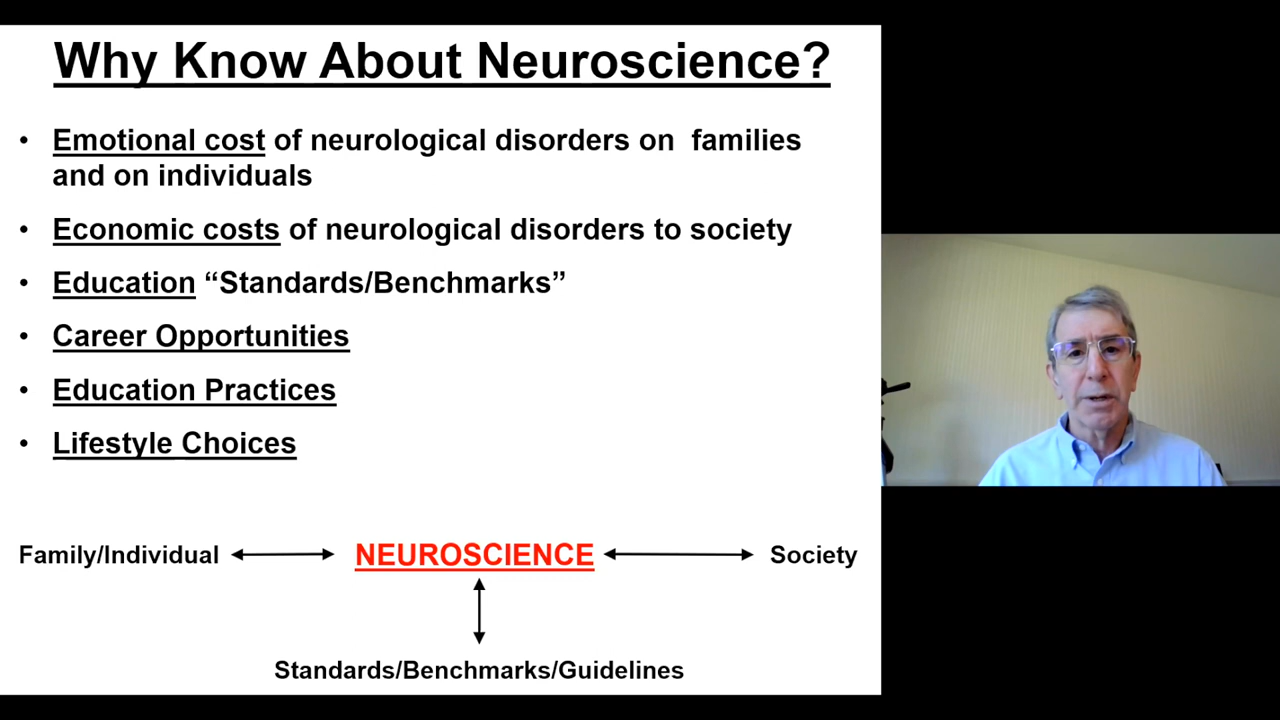 Why Know About Neuroscience?
• Emotional cost of neurological disorders on families
and on individuals
• Economic costs of neurological disorders to society
• Education “Standards/Benchmarks”
• Career Opportunities
• Education Practices
• Lifestyle Choices
Family/Individual NEUROSCIENCE Society
Standards/Benchmarks/Guidelines